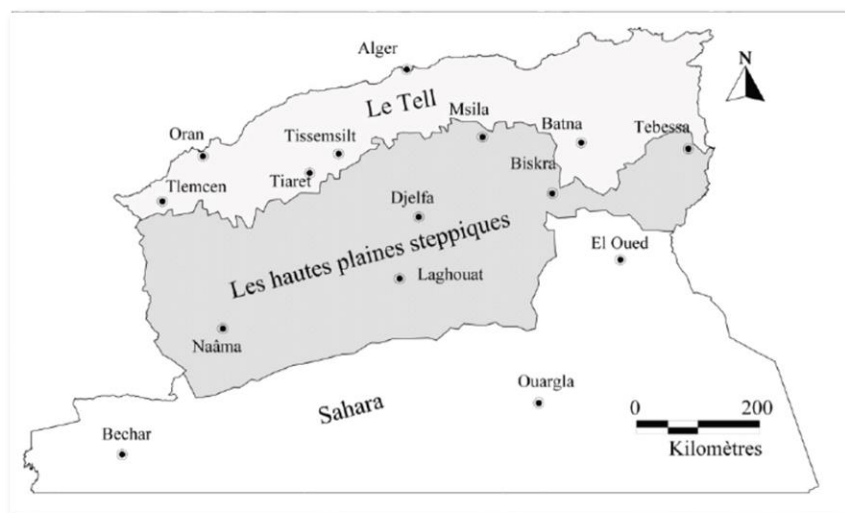 Alger
N
Le Tell
Msila
Oran
Tissemsilt
Batna
Tebessa
Tiaret
Biskra
Tlemcen
Djelfa
Les hautes plaines steppiques
El Oued
Laghouat
Naâma
Ouargla
Sahara
0 200
Kilomètres
Bechar